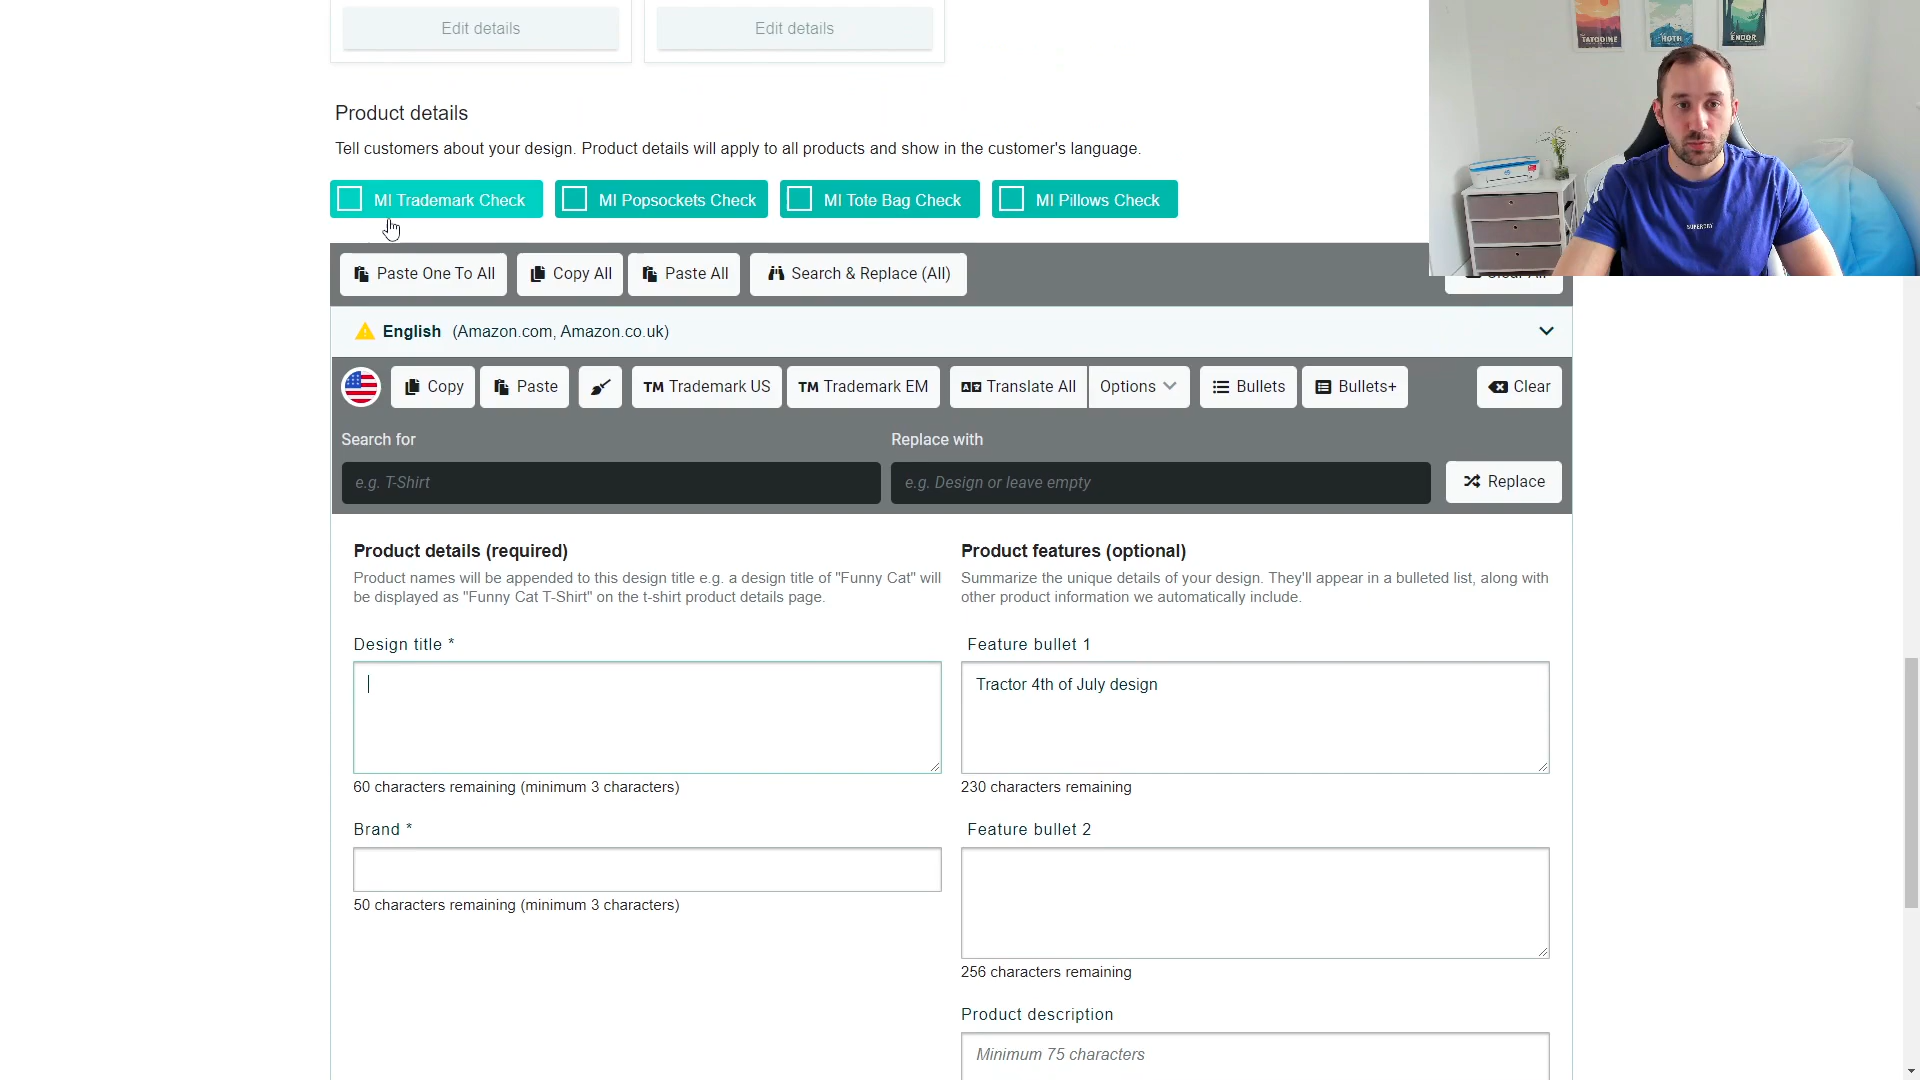 Edit details
Edit details
TATOOINE
HOTH
ENDOR
Product details
Tell customers about your design. Product details will apply to all products and show in the customer's language.
MI Trademark Check
MI Popsockets Check
MI Tote Bag Check
MI Pillows Check
SUPERDRY
Paste One To All
Copy All
Paste All
Search & Replace (All)
Clear All
English (Amazon.com, Amazon.co.uk)
Copy
Paste
TM Trademark US
TM Trademark EM
Translate All
Options
Bullets
Bullets+
Clear
Search for
Replace with
e.g. T-Shirt
e.g. Design or leave empty
Replace
Product details (required)
Product names will be appended to this design title e.g. a design title of "Funny Cat" will
be displayed as "Funny Cat T-Shirt" on the t-shirt product details page.
Product features (optional)
Summarize the unique details of your design. They'll appear in a bulleted list, along with
other product information we automatically include.
Design title *
60 characters remaining (minimum 3 characters)
Brand *
50 characters remaining (minimum 3 characters)
Feature bullet 1
Tractor 4th of July design
230 characters remaining
Feature bullet 2
256 characters remaining
Product description
Minimum 75 characters